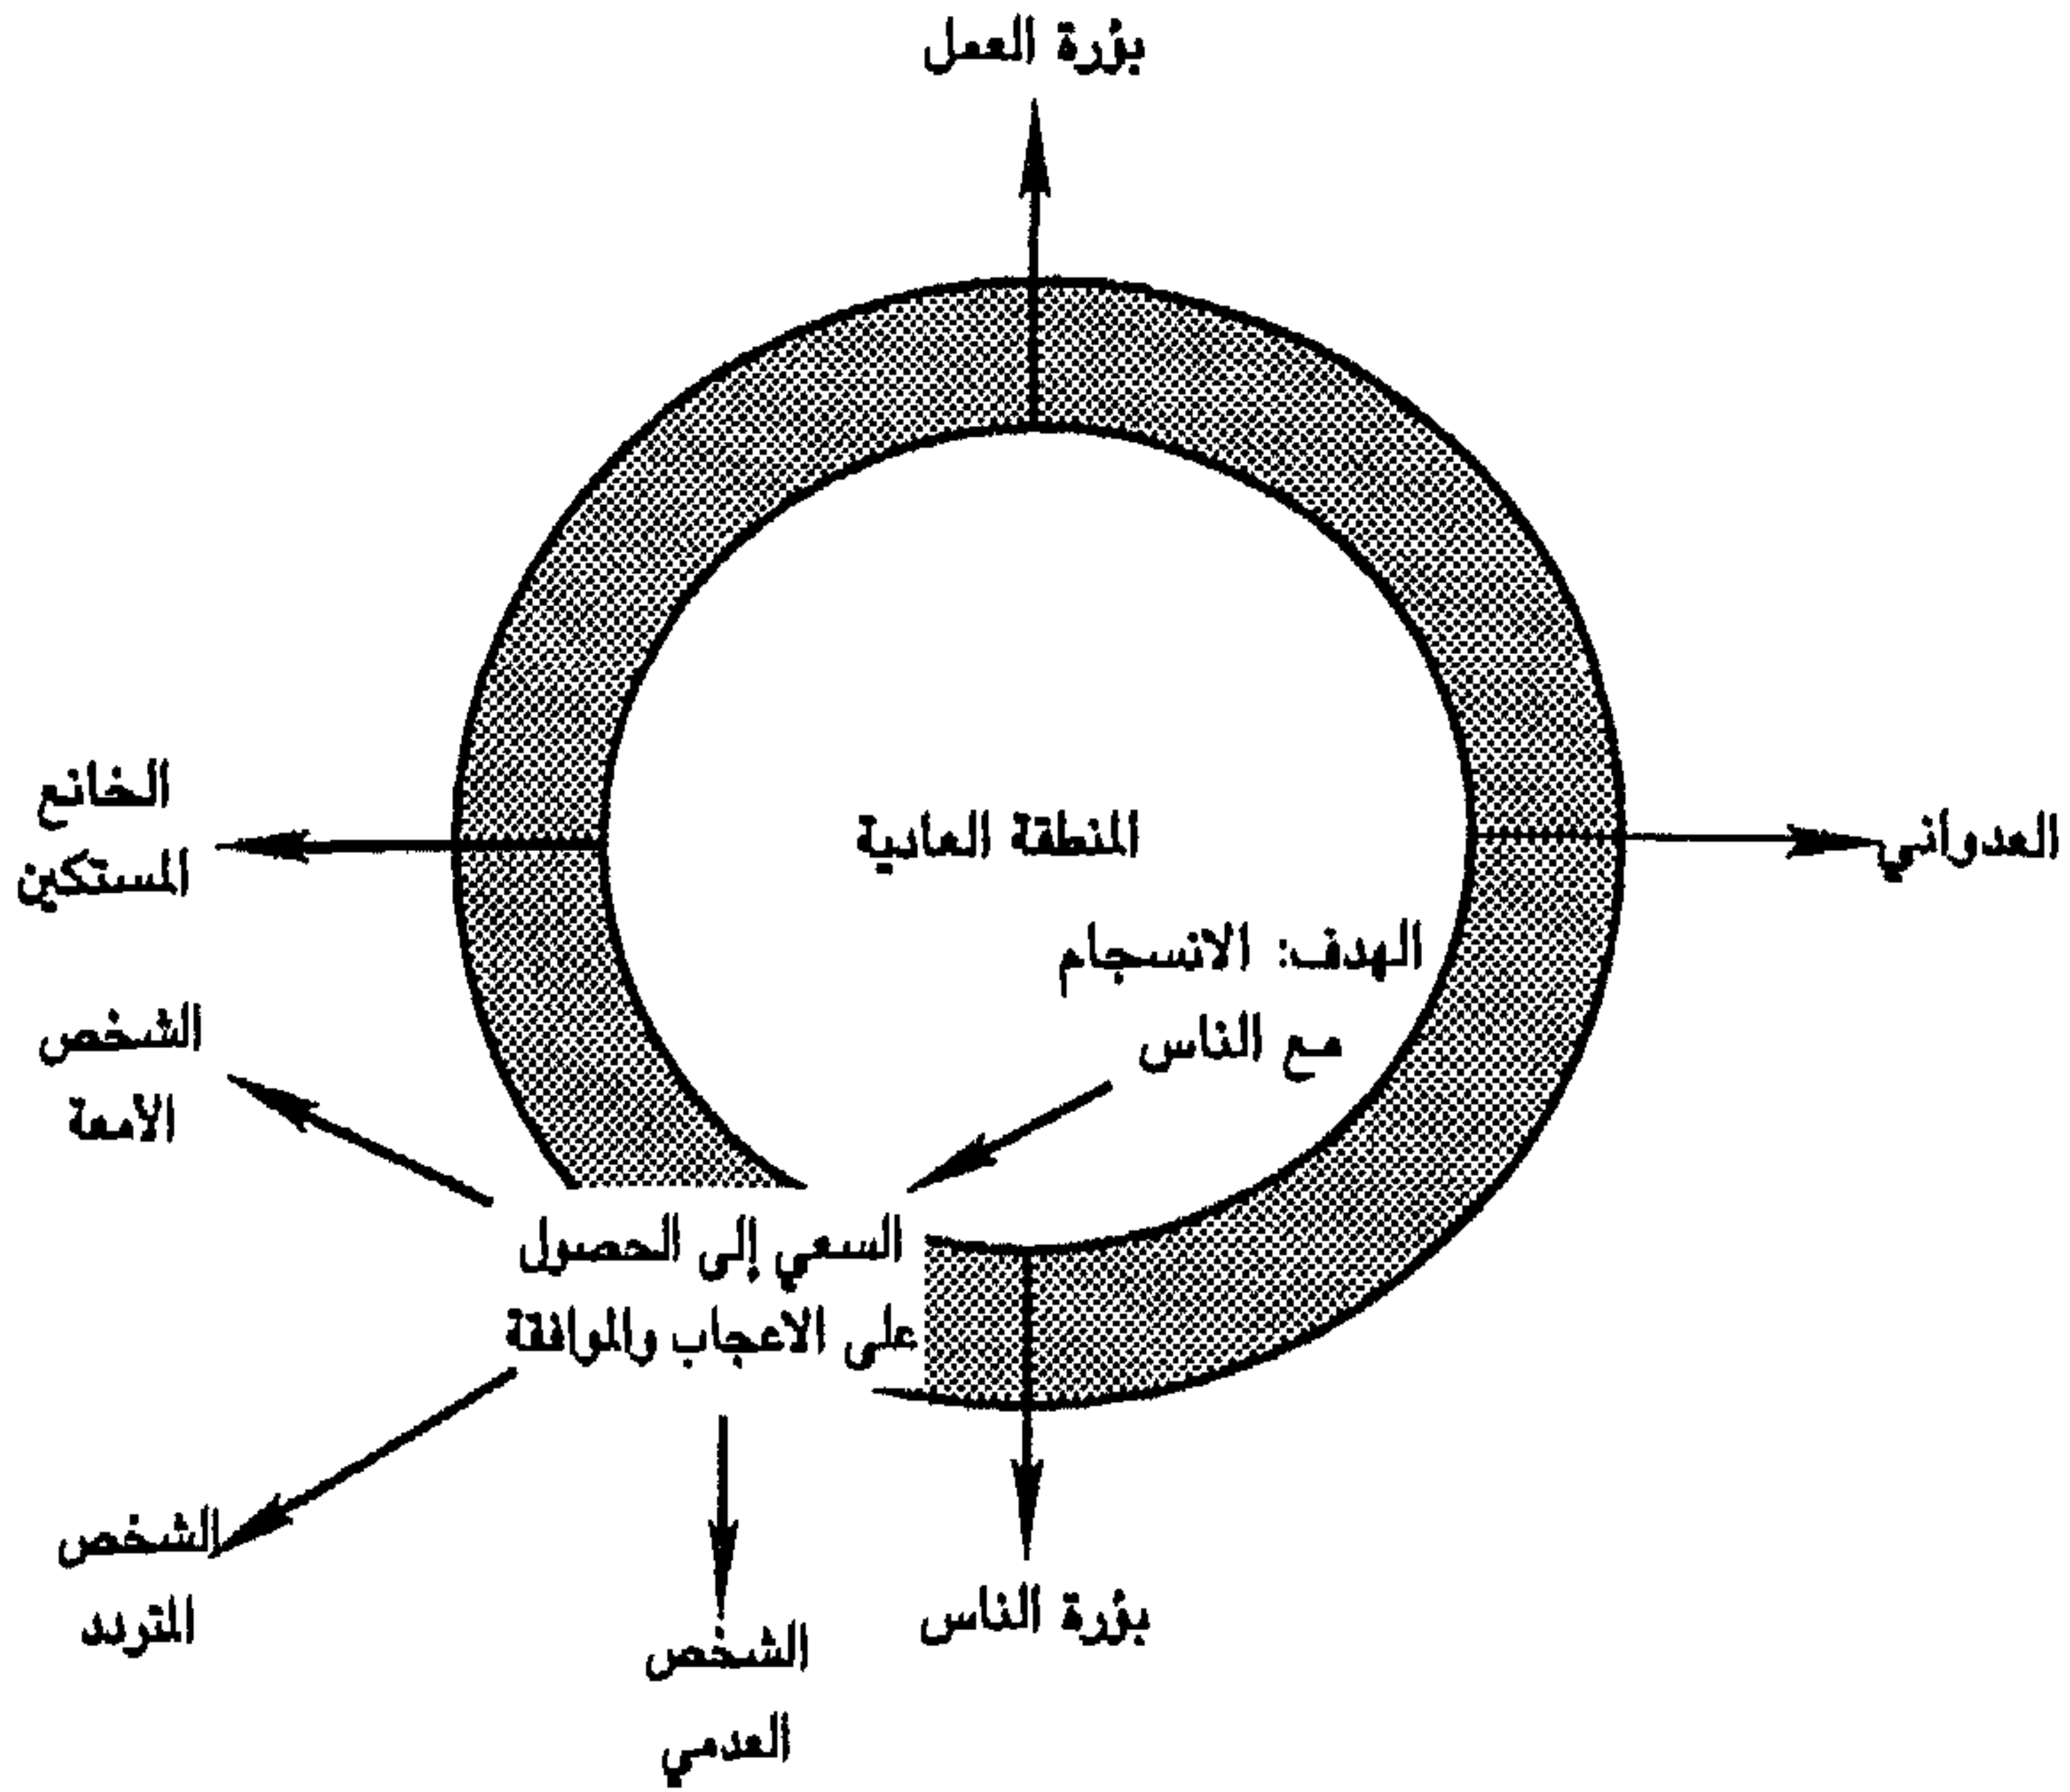 بؤرة العمل
المنطقة العادية
العدواني
الخانع
المستكين
الهدف: الانسجام
مع الناس
الشخص
الامعة
السعي إلى الحصول
على الاعجاب والموافقة
الشخص
المتردد
بؤرة الناس
الشخص
العدمي